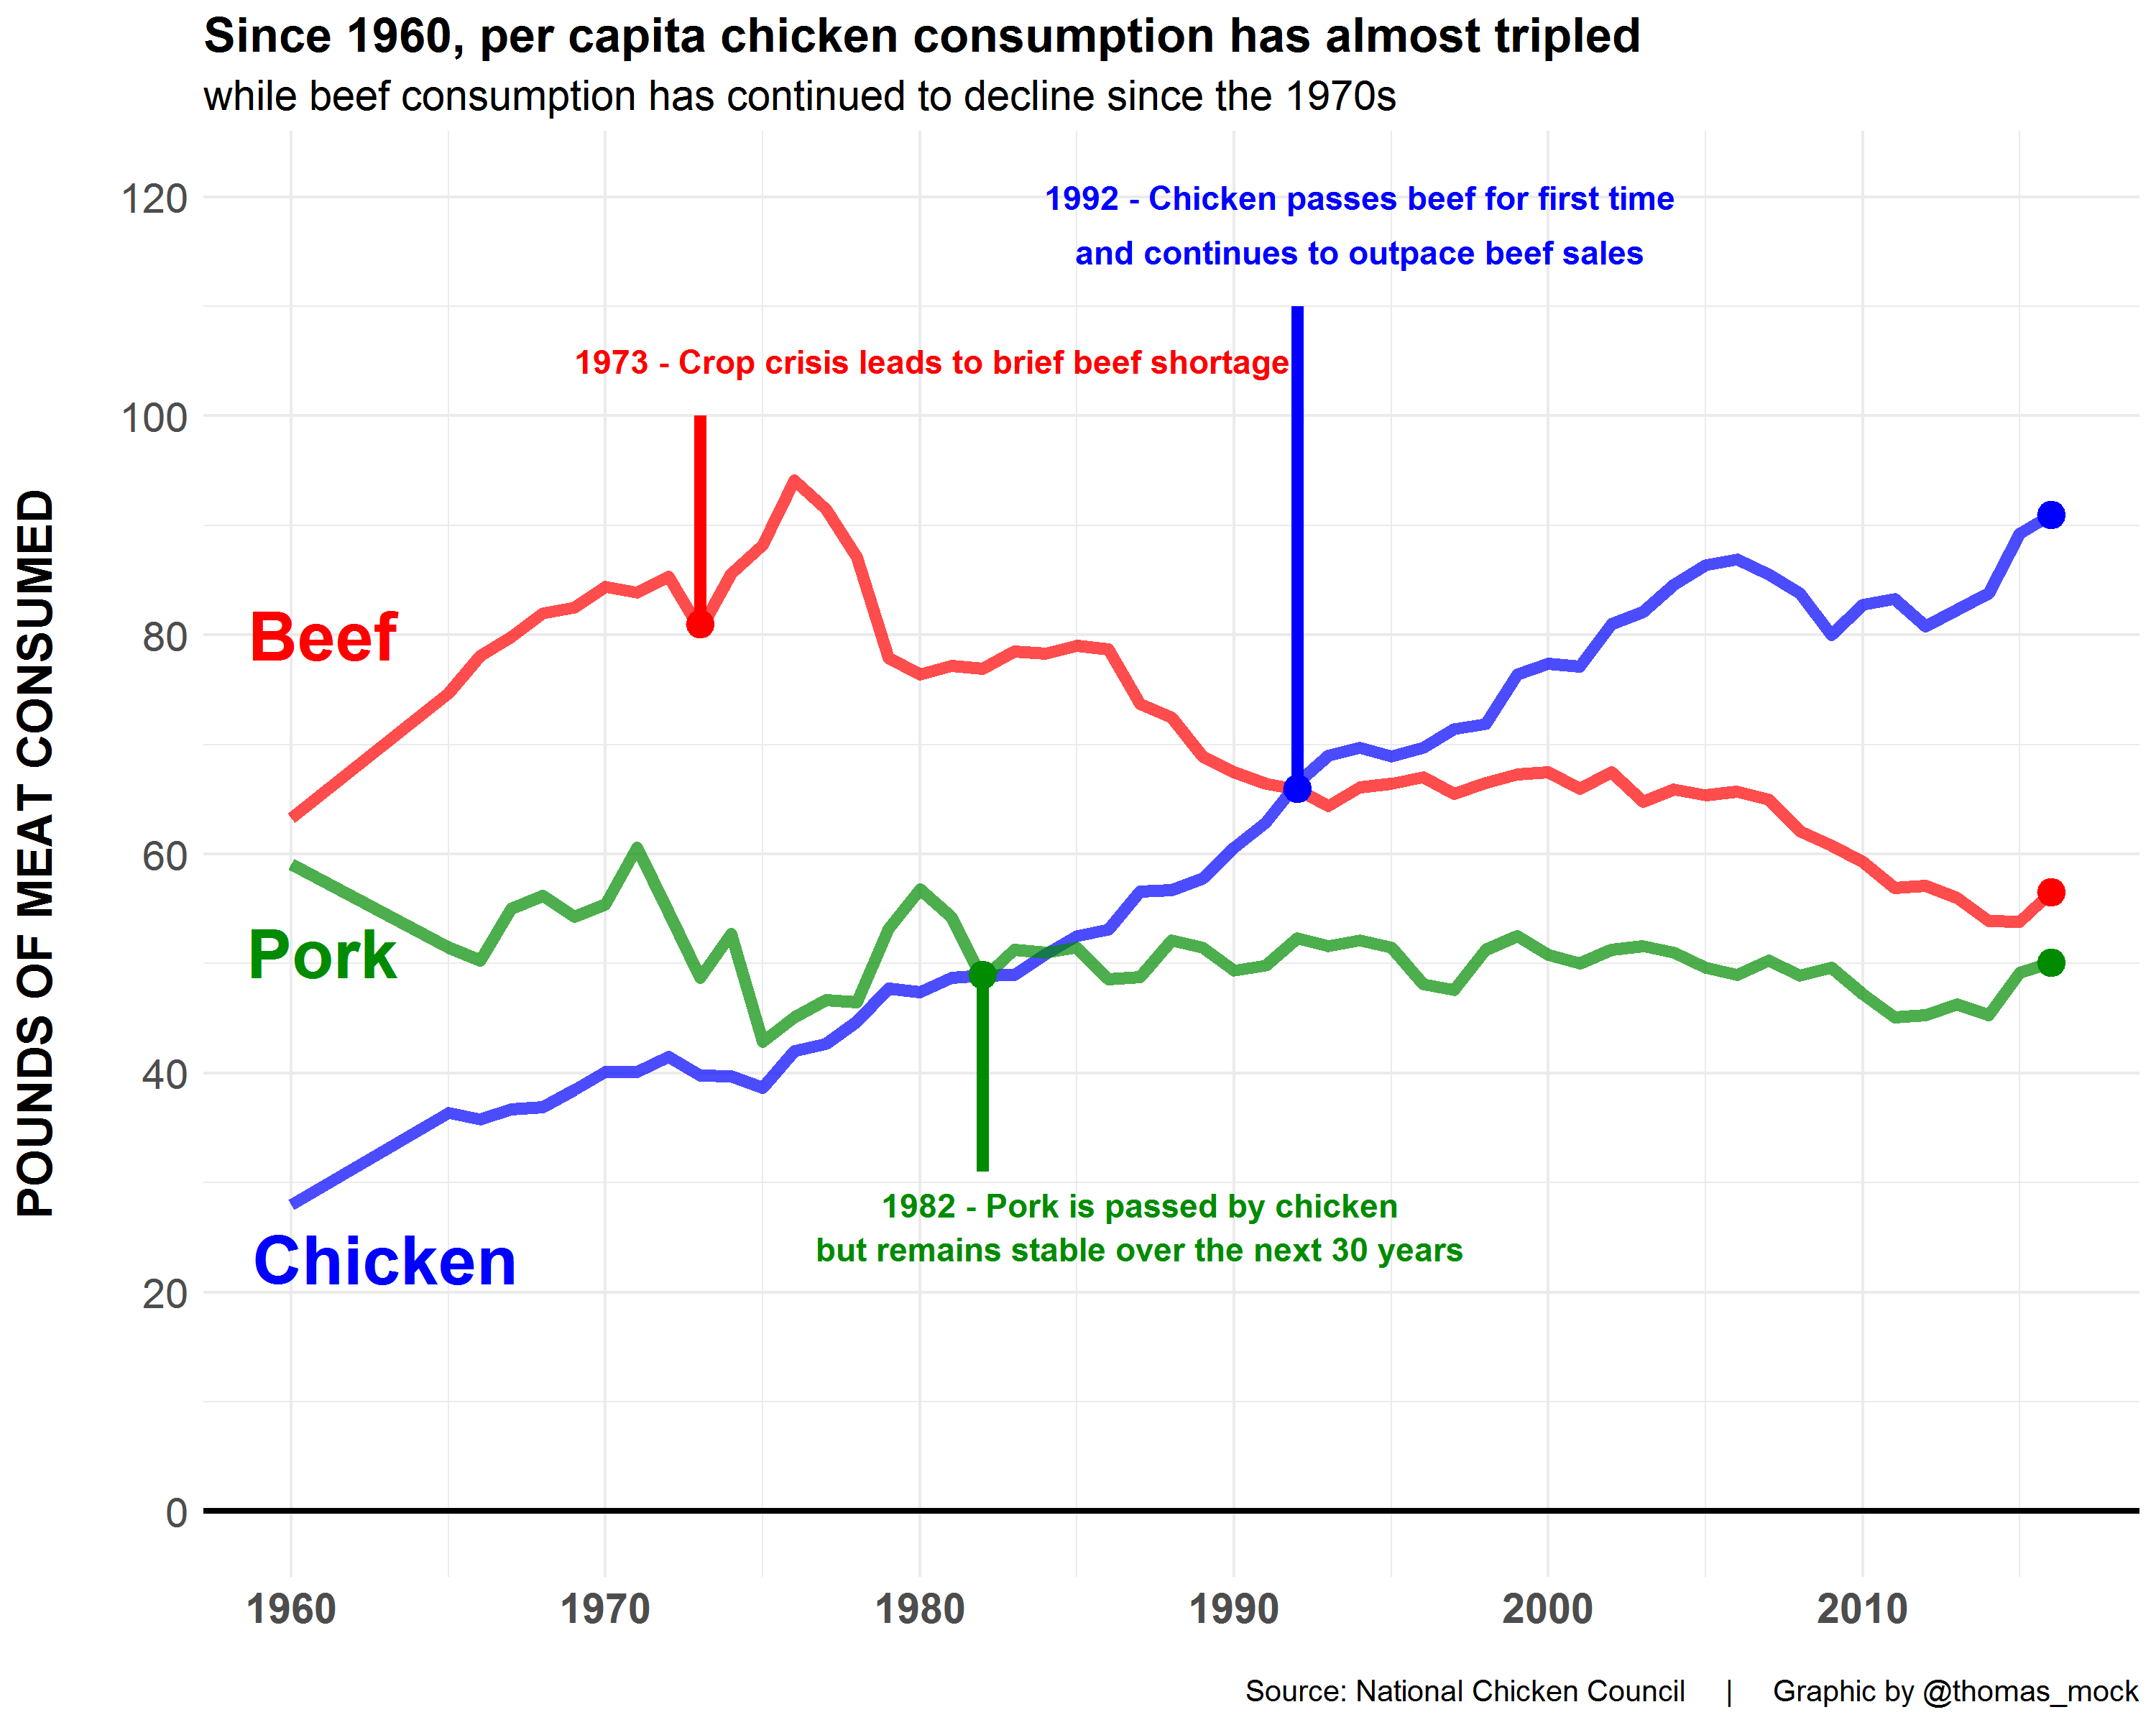 Since 1960, per capita chicken consumption has almost tripled
while beef consumption has continued to decline since the 1970s
POUNDS OF MEAT CONSUMED
120
100
80
60
40
20
0
1992 - Chicken passes beef for first time
and continues to outpace beef sales
1973 - Crop crisis leads to brief beef shortage
Beef
Pork
Chicken
1982 - Pork is passed by chicken
but remains stable over the next 30 years
1960 1970 1980 1990 2000 2010
Source: National Chicken Council | Graphic by @thomas_mock